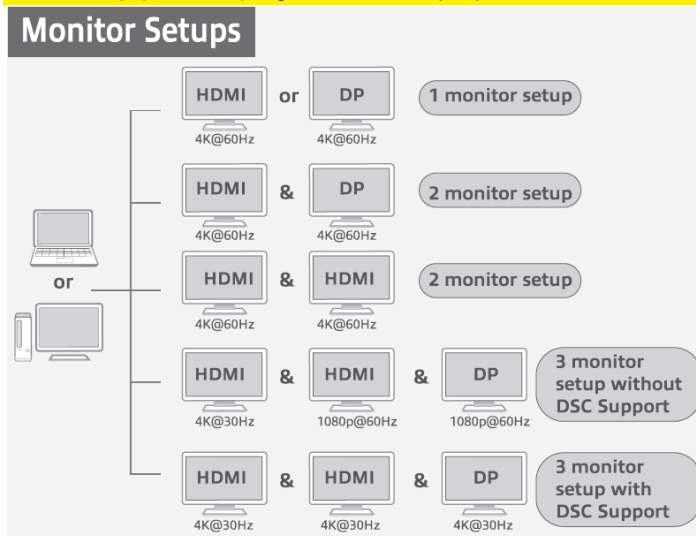 Monitor Setups
HDMI or DP 1 monitor setup
4K@60Hz 4K@60Hz
HDMI & DP 2 monitor setup
4K@60Hz 4K@60Hz
or
HDMI & HDMI 2 monitor setup
4K@60Hz 4K@60Hz
HDMI & HDMI & DP
4K@30Hz 1080p@60Hz 1080p@60Hz
3 monitor
setup without
DSC Support
HDMI & HDMI & DP
4K@30Hz 4K@30Hz 4K@30Hz
3 monitor
setup with
DSC Support